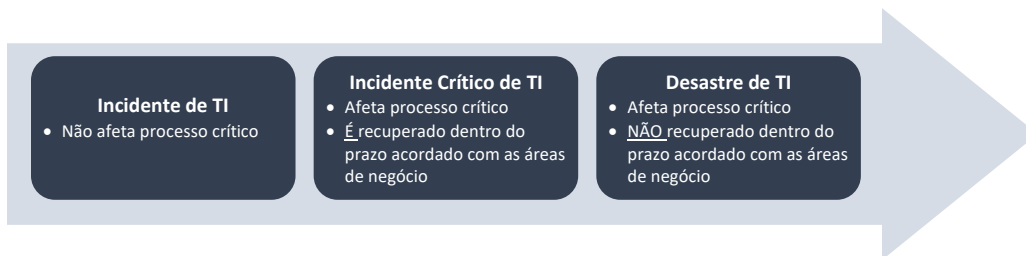 Incidente de TI
• Não afeta processo crítico
Incidente Crítico de TI
• Afeta processo crítico
• É recuperado dentro do
prazo acordado com as áreas
de negócio
Desastre de TI
• Afeta processo crítico
• NÃO recuperado dentro do
prazo acordado com as áreas
de negócio